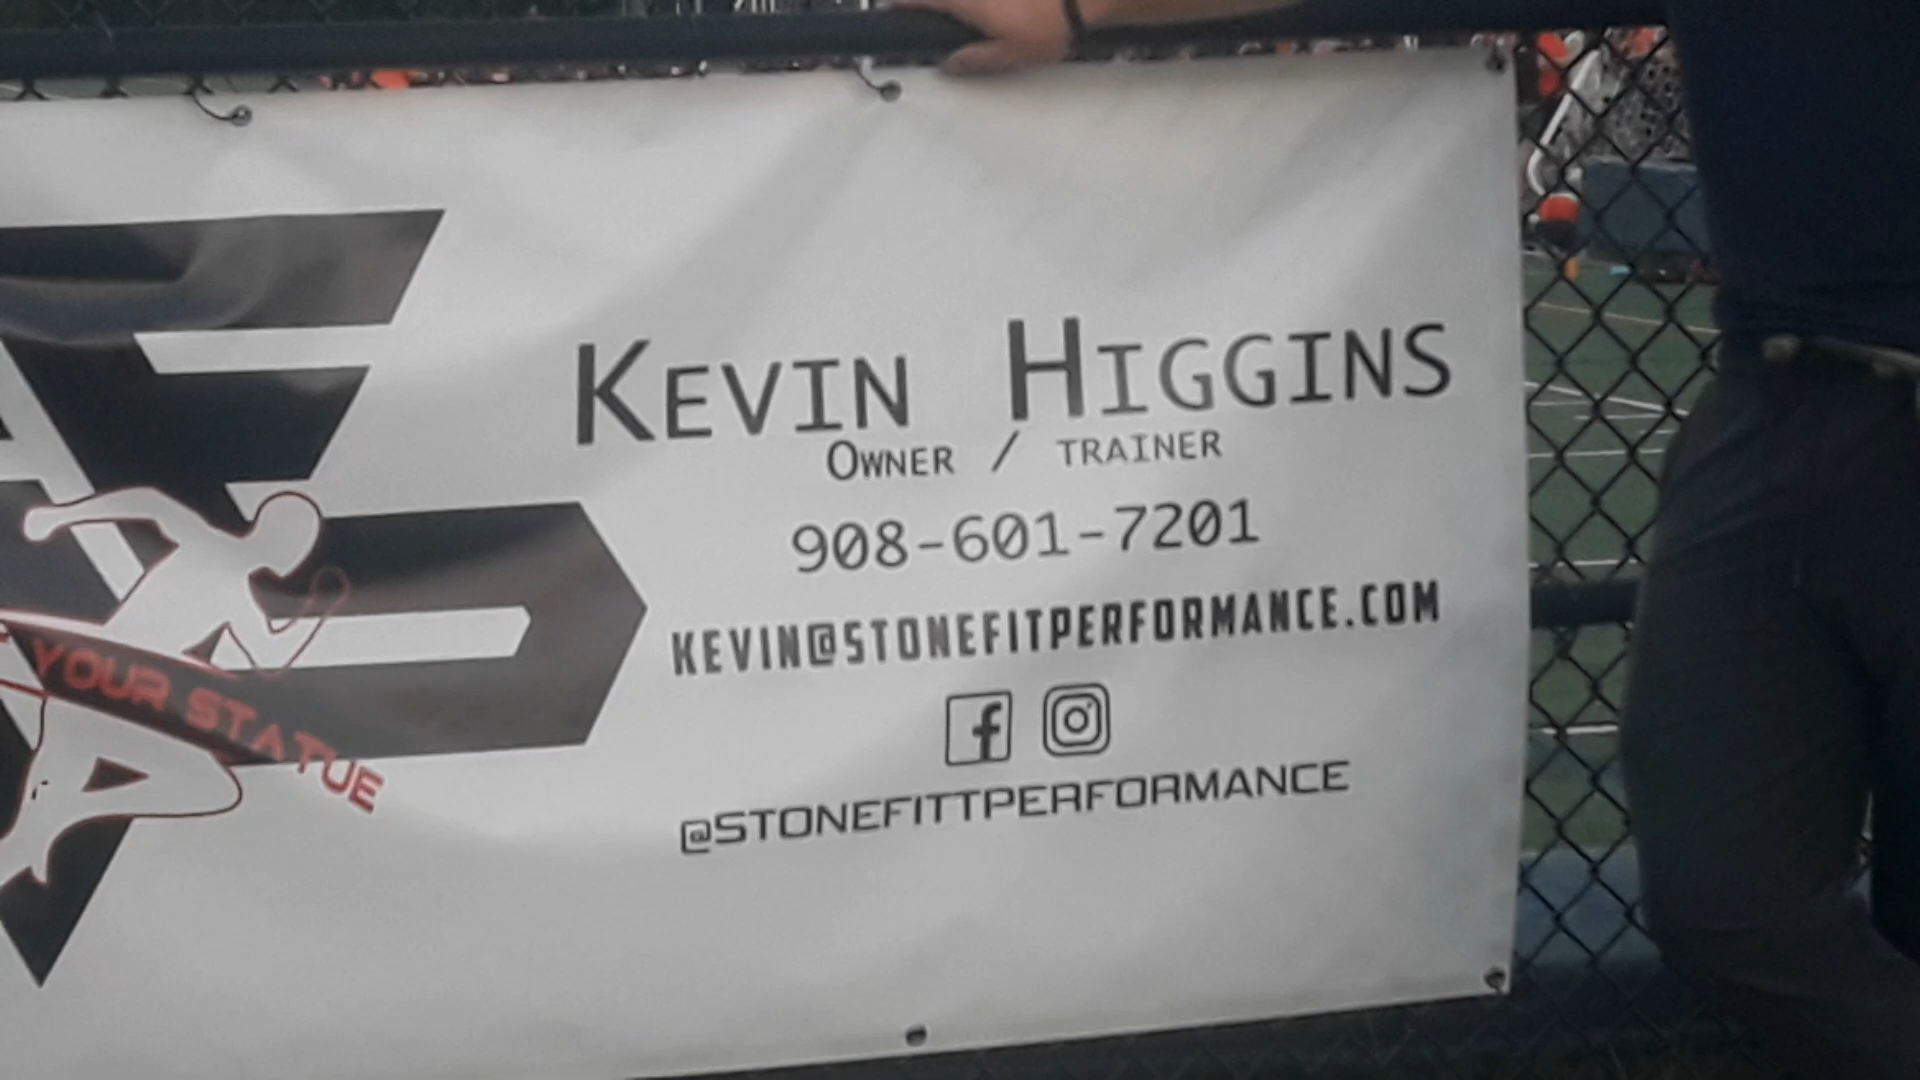 KEVIN HIGGINS
OWNER / TRAINER
908-601-7201
KEVIN@STONEFITPERFORMANCE.COM
@STONEFITTPERFORMANCE
YOUR STATUE